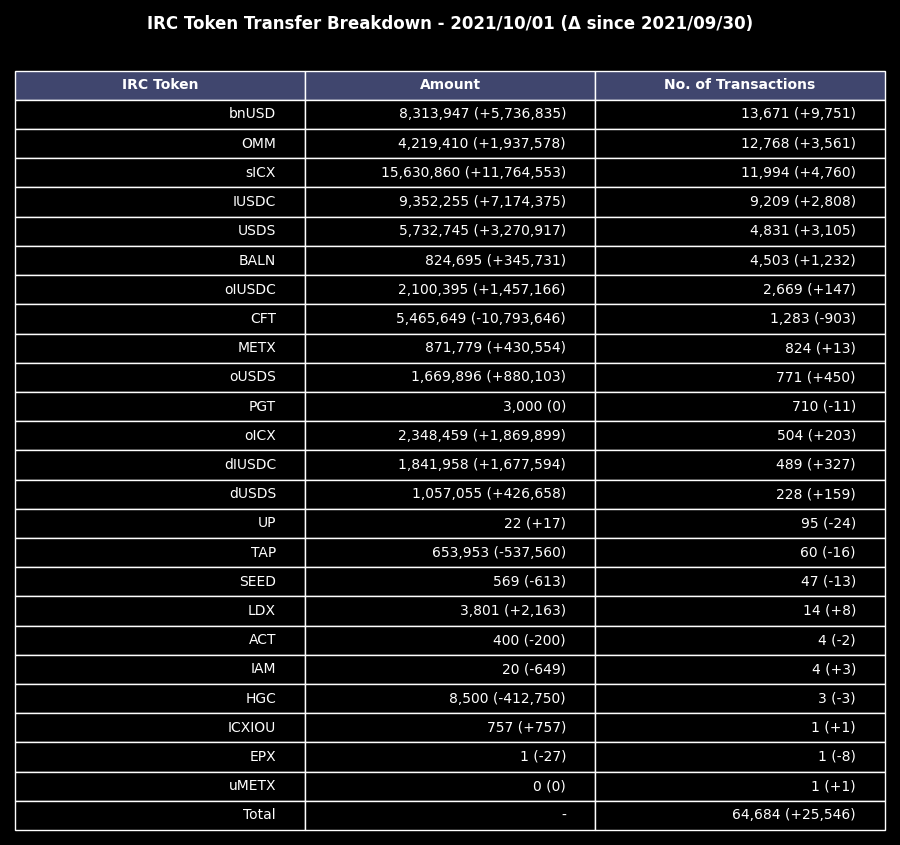 IRC Token Transfer Breakdown - 2021/10/01 (Δ since 2021/09/30)
IRC Token Amount No. of Transactions
bnUSD 8,313,947 (+5,736,835) 13,671 (+9,751)
OMM 4,219,410 (+1,937,578) 12,768 (+3,561)
sICX 15,630,860 (+11,764,553) 11,994 (+4,760)
IUSDC 9,352,255 (+7,174,375) 9,209 (+2,808)
USDS 5,732,745 (+3,270,917) 4,831 (+3,105)
BALN 824,695 (+345,731) 4,503 (+1,232)
oIUSDC 2,100,395 (+1,457,166) 2,669 (+147)
CFT 5,465,649 (-10,793,646) 1,283 (-903)
METX 871,779 (+430,554) 824 (+13)
oUSDS 1,669,896 (+880,103) 771 (+450)
PGT 3,000 (0) 710 (-11)
oICX 2,348,459 (+1,869,899) 504 (+203)
dIUSDC 1,841,958 (+1,677,594) 489 (+327)
dUSDS 1,057,055 (+426,658) 228 (+159)
UP 22 (+17) 95 (-24)
TAP 653,953 (-537,560) 60 (-16)
SEED 569 (-613) 47 (-13)
LDX 3,801 (+2,163) 14 (+8)
ACT 400 (-200) 4 (-2)
IAM 20 (-649) 4 (+3)
HGC 8,500 (-412,750) 3 (-3)
ICXIOU 757 (+757) 1 (+1)
EPX 1 (-27) 1 (-8)
uMETX 0 (0) 1 (+1)
Total - 64,684 (+25,546)